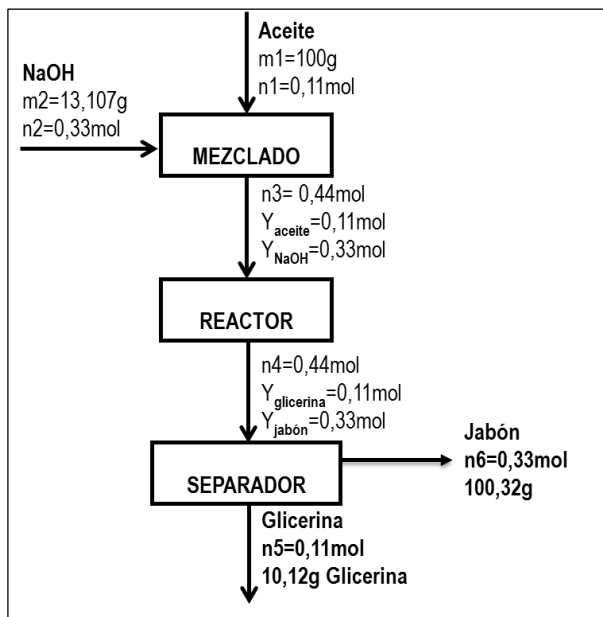 Aceite
m1=100g
n1=0,11mol
NaOH
m2=13,107g
n2=0,33mol
MEZCLADO
n3= 0,44mol
Yaceite=0,11mol
YNaOH=0,33mol
REACTOR
n4=0,44mol
Yglicerina=0,11mol
Yjabón=0,33mol
SEPARADOR
Jabón
n6=0,33mol
100,32g
Glicerina
n5=0,11mol
10,12g Glicerina